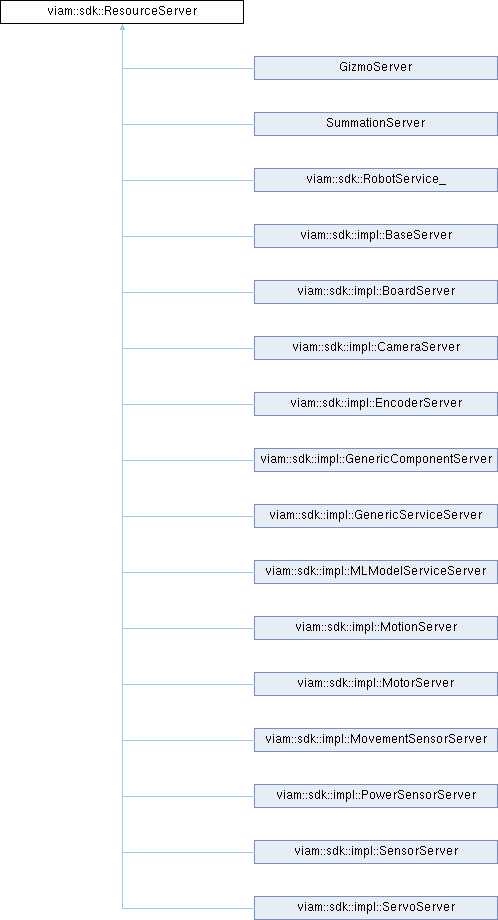 viam::sdk::ResourceServer
GizmoServer
SummationServer
viam::sdk::RobotService_
viam::sdk::impl::BaseServer
viam::sdk::impl::BoardServer
viam::sdk::impl::CameraServer
viam::sdk::impl::EncoderServer
viam::sdk::impl::GenericComponentServer
viam::sdk::impl::GenericServiceServer
viam::sdk::impl::MLModelServiceServer
viam::sdk::impl::MotionServer
viam::sdk::impl::MotorServer
viam::sdk::impl::MovementSensorServer
viam::sdk::impl::PowerSensorServer
viam::sdk::impl::SensorServer
viam::sdk::impl::ServoServer